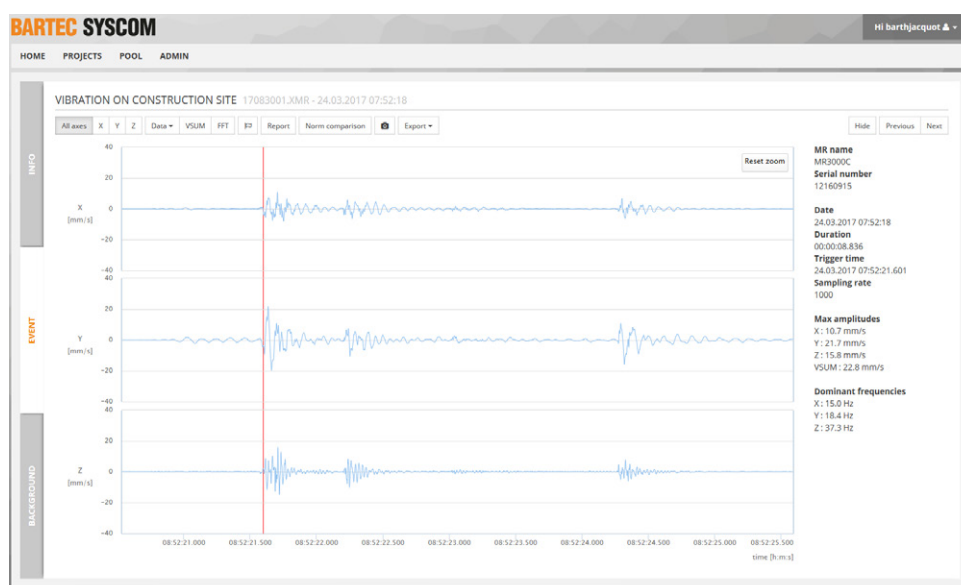 BARTEC SYSCOM
Hi barthjacquot
HOME PROJECTS POOL ADMIN
VIBRATION ON CONSTRUCTION SITE 17083001.XMR - 24.03.2017 07:52:18
All axes X Y Z Data VSUM FFT Report Norm comparison Export Hide Previous Next
INFO
EVENT
BACKGROUND
Reset zoom
40
20
X
[mm/s]
0
−20
−40
40
20
Y
[mm/s]
0
−20
−40
40
20
Z
[mm/s]
0
−20
−40
08:52:21.000 08:52:21.500 08:52:22.000 08:52:22.500 08:52:23.000 08:52:23.500 08:52:24.000 08:52:24.500 08:52:25.000 08:52:25.500
time [h:m:s]
MR name
MR3000C
Serial number
12160915
Date
24.03.2017 07:52:18
Duration
00:00:08.836
Trigger time
24.03.2017 07:52:21.601
Sampling rate
1000
Max amplitudes
X : 10.7 mm/s
Y : 21.7 mm/s
Z : 15.8 mm/s
VSUM : 22.8 mm/s
Dominant frequencies
X : 15.0 Hz
Y : 18.4 Hz
Z : 37.3 Hz